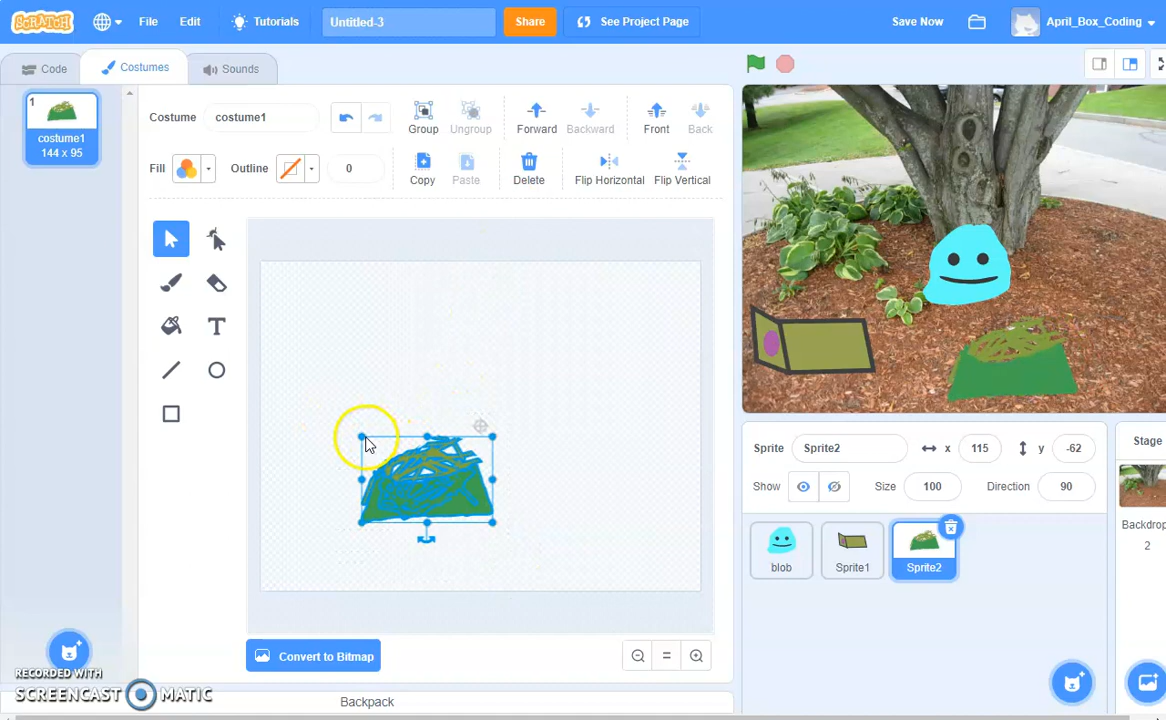 SCRATCH File Edit Tutorials Untitled-3 Share See Project Page Save Now April_Box_Coding
Code Costumes Sounds
1
costume1
144 x 95
Costume costume1 Group Ungroup Forward Backward Front Back
Fill Outline 0 Copy Paste Delete Flip Horizontal Flip Vertical
T
Convert to Bitmap
Backpack
RECORDED WITH
SCREENCAST MATIC
Sprite Sprite2 x 115 y -62
Show Size 100 Direction 90
blob Sprite1 Sprite2
Stage
Backdrop
2